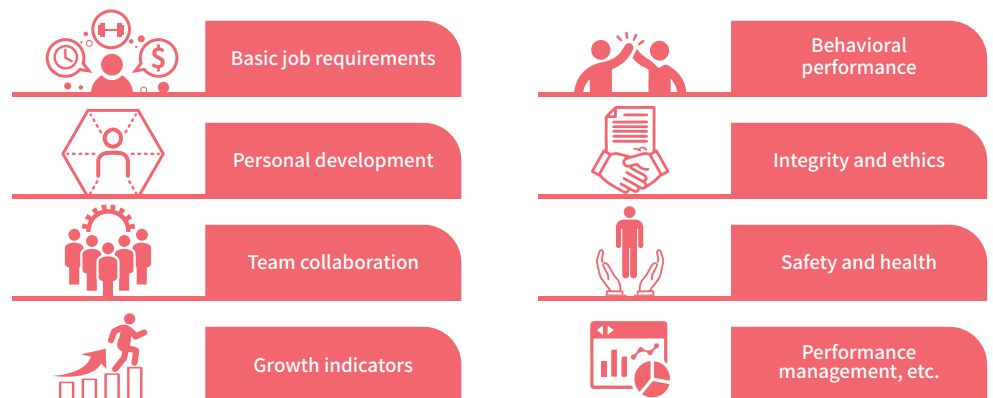 Basic job requirements
Behavioral
performance
Personal development
Integrity and ethics
Team collaboration
Safety and health
Growth indicators
Performance
management, etc.